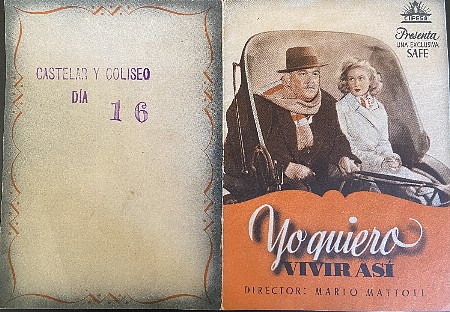 CASTELAR Y COLISEO
DÍA
16
CIFESA
Presenta
UNA EXCLUSIVA
SAFE
Yo quiero
VIVIR ASÍ
DIRECTOR: MARIO MATTOLI